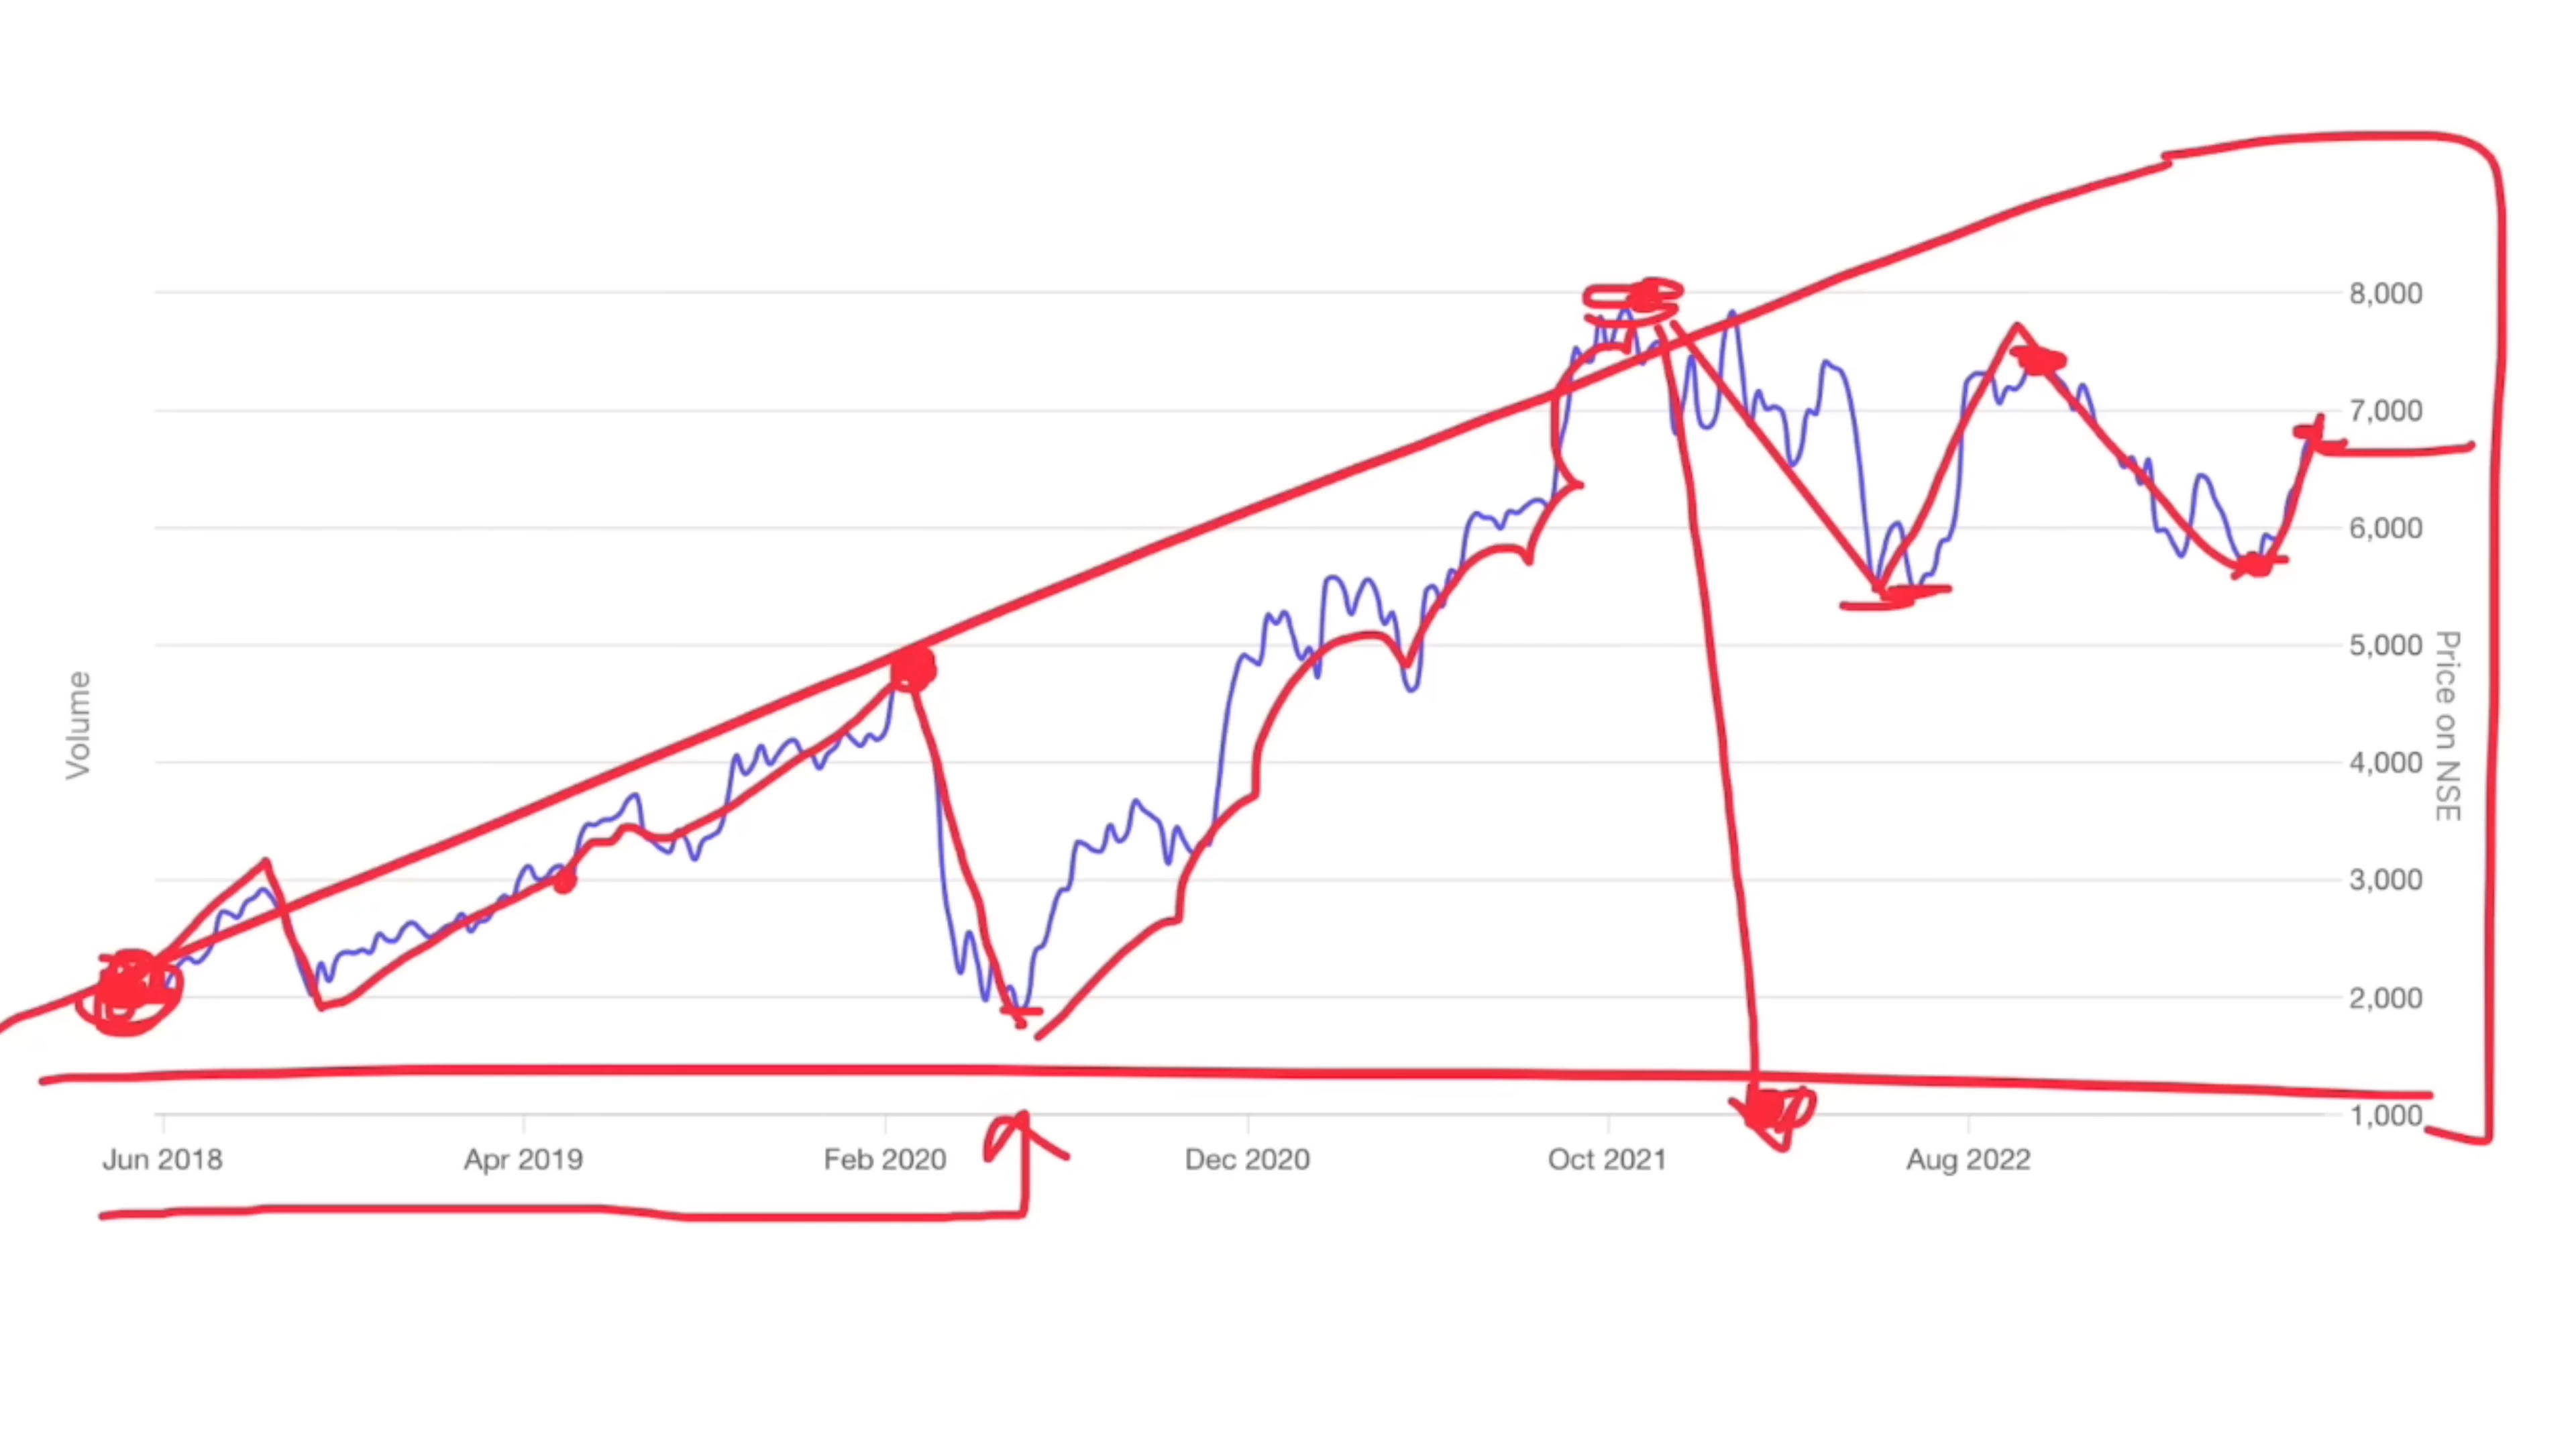 8,000
7,000
6,000
5,000
4,000
3,000
2,000
1,000
Volume
Price on NSE
Jun 2018
Apr 2019
Feb 2020
Dec 2020
Oct 2021
Aug 2022